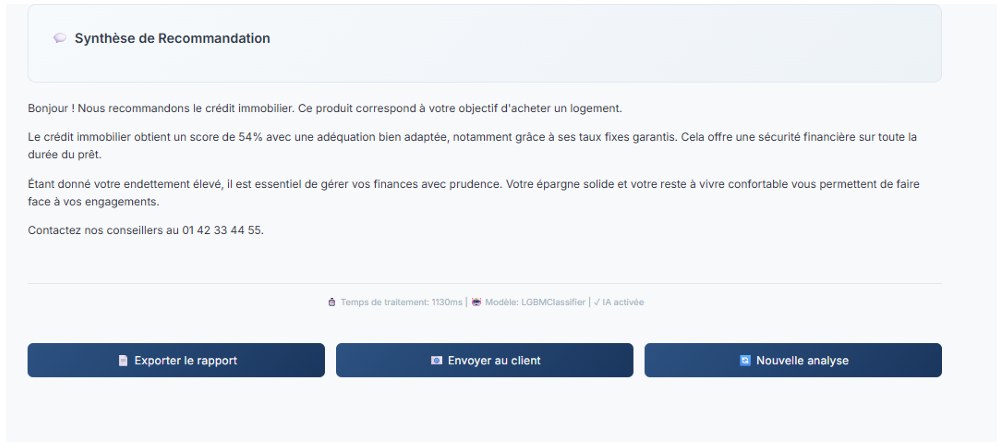 Synthèse de Recommandation
Bonjour ! Nous recommandons le crédit immobilier. Ce produit correspond à votre objectif d'acheter un logement.
Le crédit immobilier obtient un score de 54% avec une adéquation bien adaptée, notamment grâce à ses taux fixes garantis. Cela offre une sécurité financière sur toute la
durée du prêt.
Étant donné votre endettement élevé, il est essentiel de gérer vos finances avec prudence. Votre épargne solide et votre reste à vivre confortable vous permettent de faire
face à vos engagements.
Contactez nos conseillers au 01 42 33 44 55.
Temps de traitement: 1130ms | Modèle: LGBMClassifier | ✓ IA activée
Exporter le rapport
Envoyer au client
Nouvelle analyse